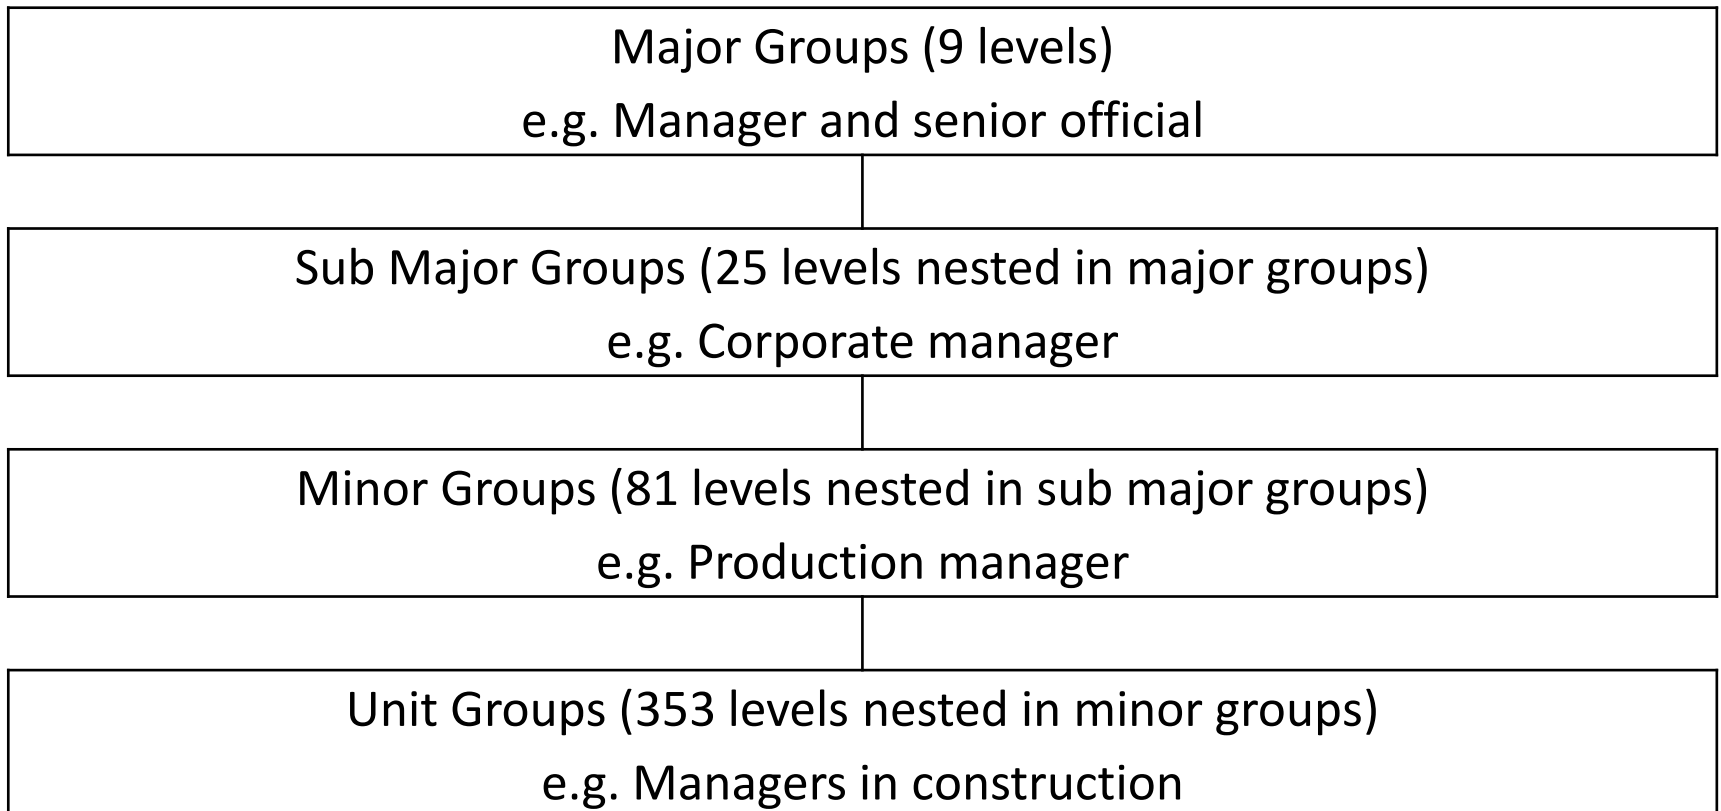 Major Groups (9 levels)
e.g. Manager and senior official
Sub Major Groups (25 levels nested in major groups)
e.g. Corporate manager
Minor Groups (81 levels nested in sub major groups)
e.g. Production manager
Unit Groups (353 levels nested in minor groups)
e.g. Managers in construction